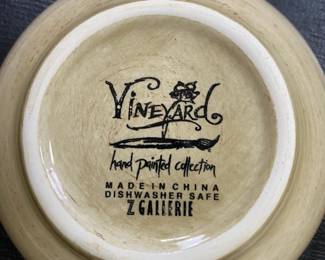 Vineyard
hand painted collection
MADE IN CHINA
DISHWASHER SAFE
Z GALLERIE